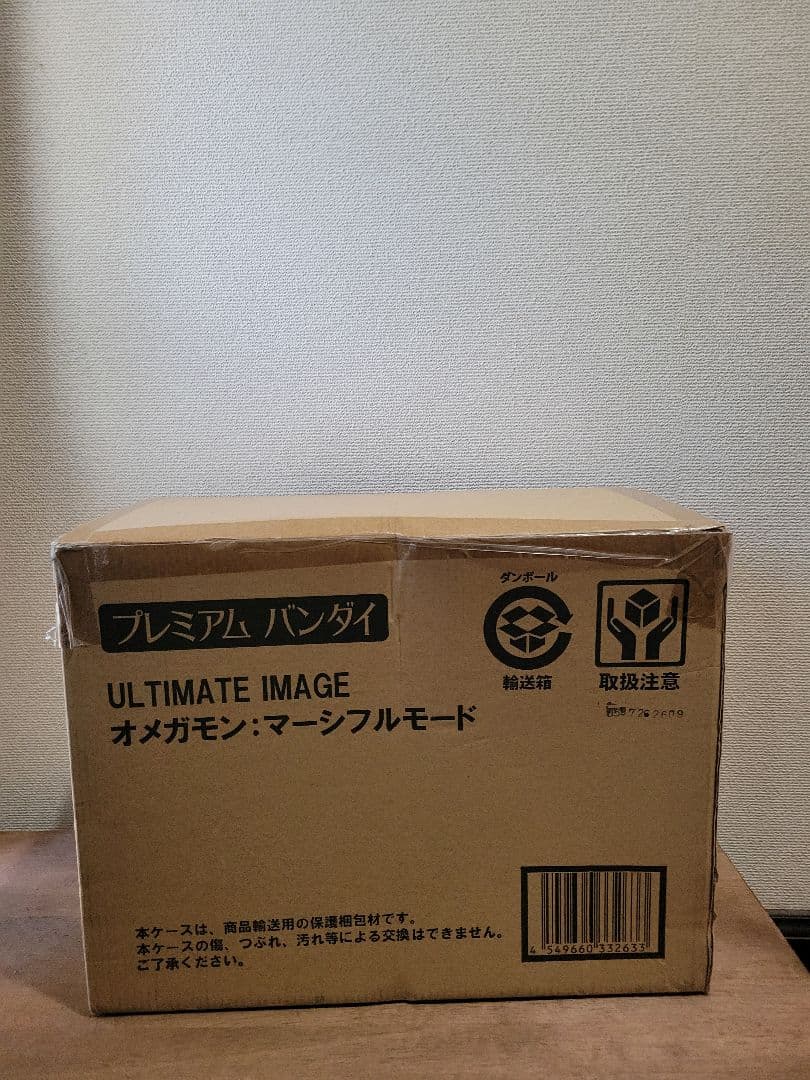 プレミアム バンダイ
ULTIMATE IMAGE
オメガモン:マーシフルモード
ダンボール
輸送箱
取扱注意
本ケースは、商品輸送用の保護梱包材です。
本ケースの傷、つぶれ、汚れ等による交換はできません。
ご了承ください。
4 549660 332633